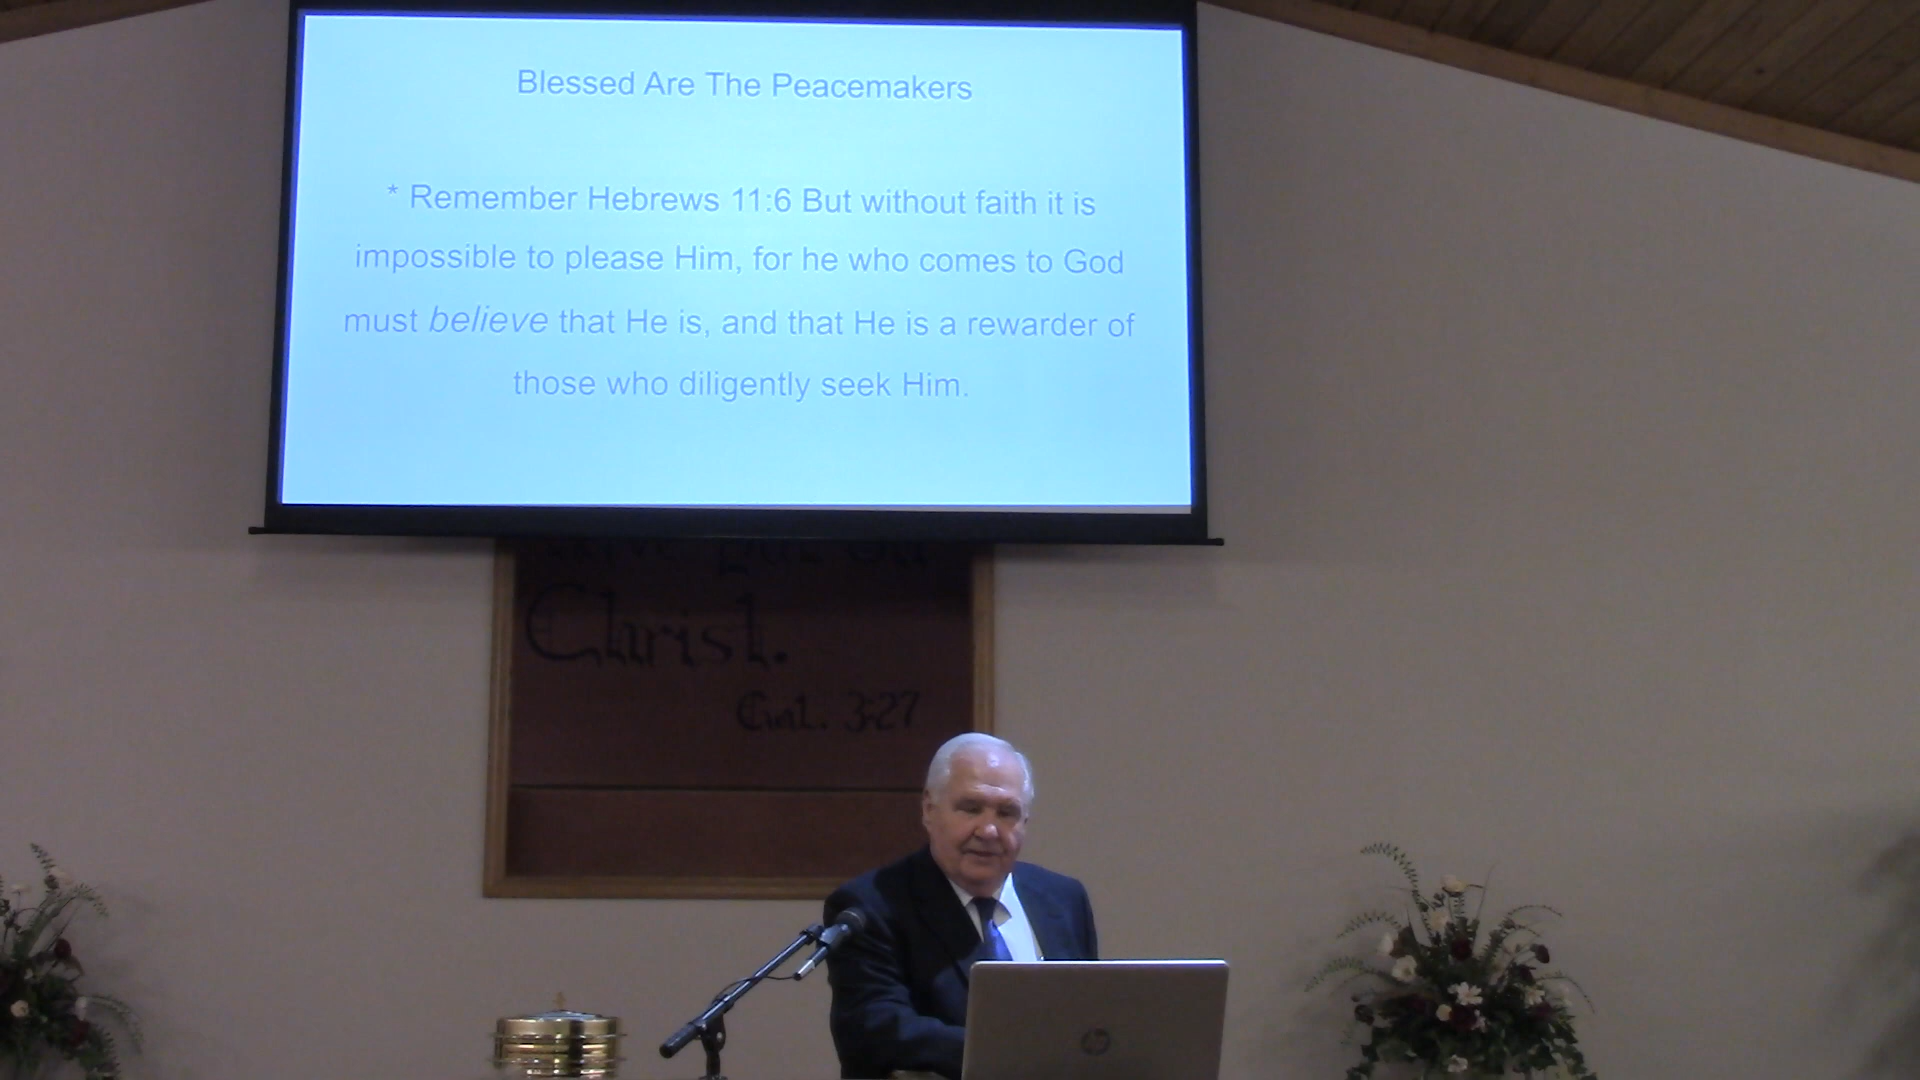 Blessed Are The Peacemakers
* Remember Hebrews 11:6 But without faith it is
impossible to please Him, for he who comes to God
must believe that He is, and that He is a rewarder of
those who diligently seek Him.
Christ.
Gal. 3:27
hp